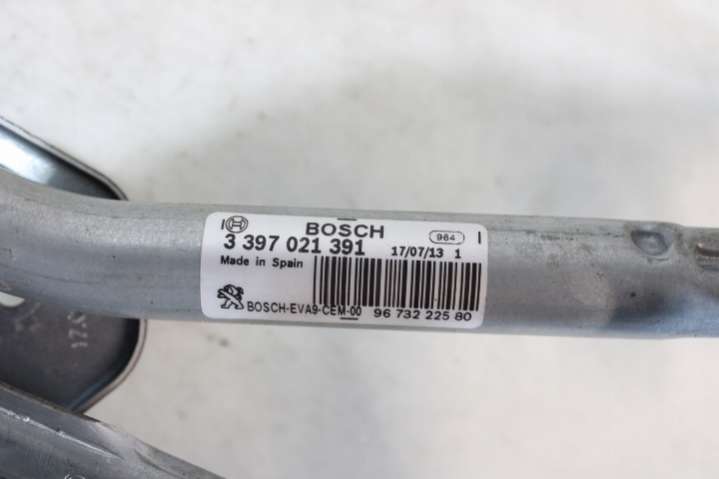 BOSCH
984
3 397 021 391
17/07/13 1
Made in Spain
BOSCH-EVA9-CEM-00
96 732 225 80